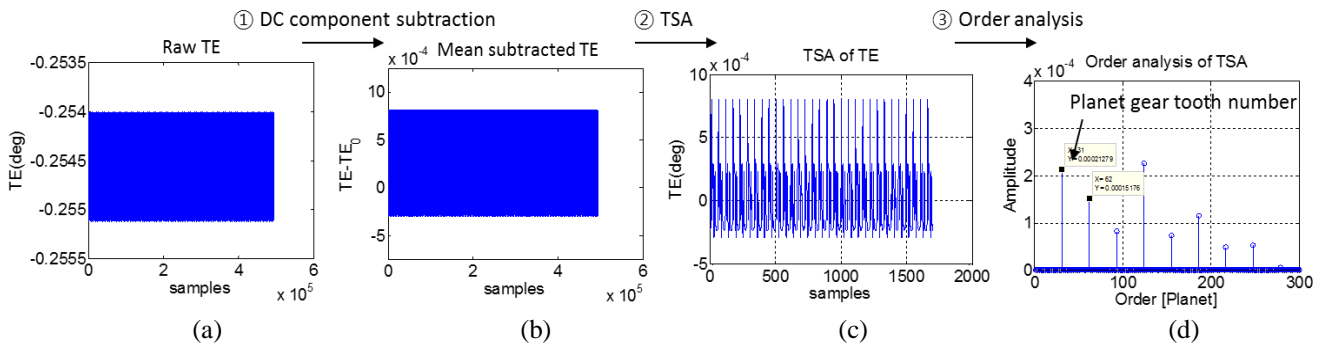 ① DC component subtraction
② TSA
③ Order analysis
Raw TE
-0.2535
-0.254
-0.2545
-0.255
-0.2555
TE(deg)
0
2
4
6
samples
x 10^5
(a)
Mean subtracted TE
x 10^-4
10
5
0
-5
TE-TE_0
0
2
4
6
samples
x 10^5
(b)
TSA of TE
x 10^-4
10
5
0
-5
TE(deg)
0
500
1000
1500
2000
samples
(c)
Order analysis of TSA
x 10^-4
4
3
2
1
0
Amplitude
Planet gear tooth number
X= 31
Y= 0.00021279
X= 62
Y= 0.00015176
0
100
200
300
Order [Planet]
(d)